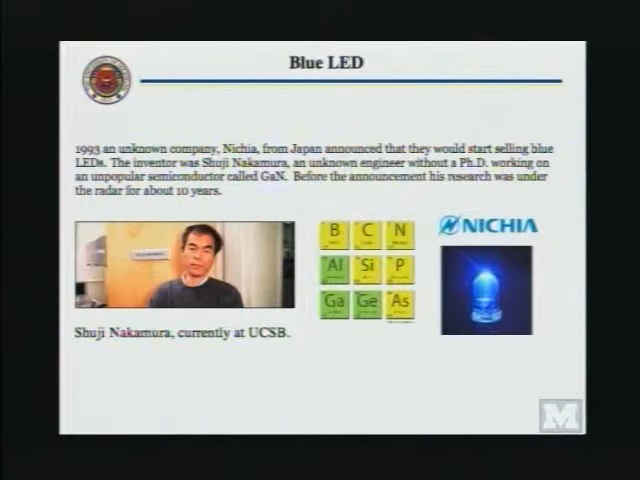 Blue LED
1993 an unknown company, Nichia, from Japan announced that they would start selling blue
LEDs. The inventor was Shuji Nakamura, an unknown engineer without a Ph.D. working on
an unpopular semiconductor called GaN. Before the announcement his research was under
the radar for about 10 years.
NICHIA
B C N
Al Si P
Ga Ge As
Shuji Nakamura, currently at UCSB.
M